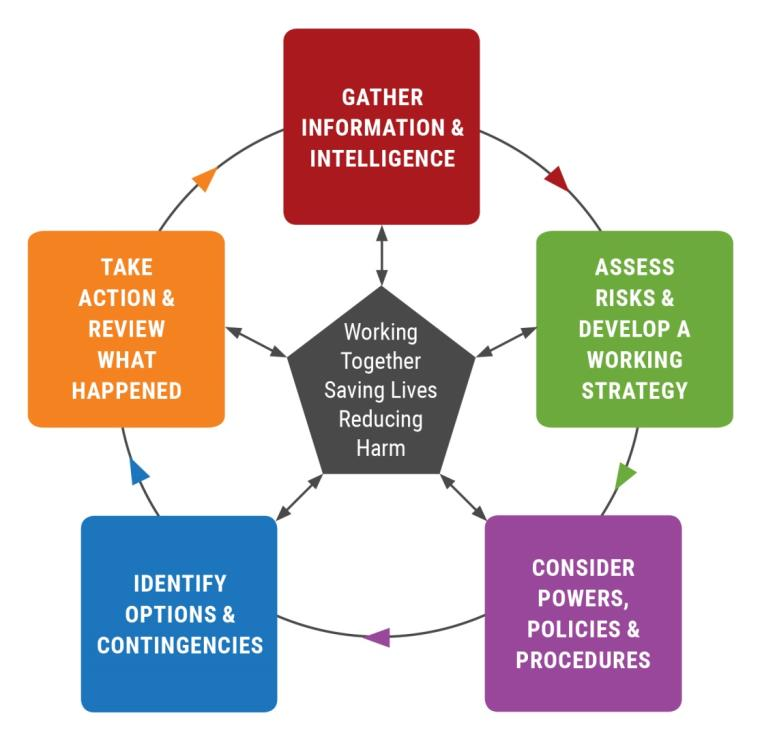 GATHER
INFORMATION &
INTELLIGENCE
ASSESS
RISKS &
DEVELOP A
WORKING
STRATEGY
CONSIDER
POWERS,
POLICIES &
PROCEDURES
IDENTIFY
OPTIONS &
CONTINGENCIES
TAKE
ACTION &
REVIEW
WHAT
HAPPENED
Working
Together
Saving Lives
Reducing
Harm